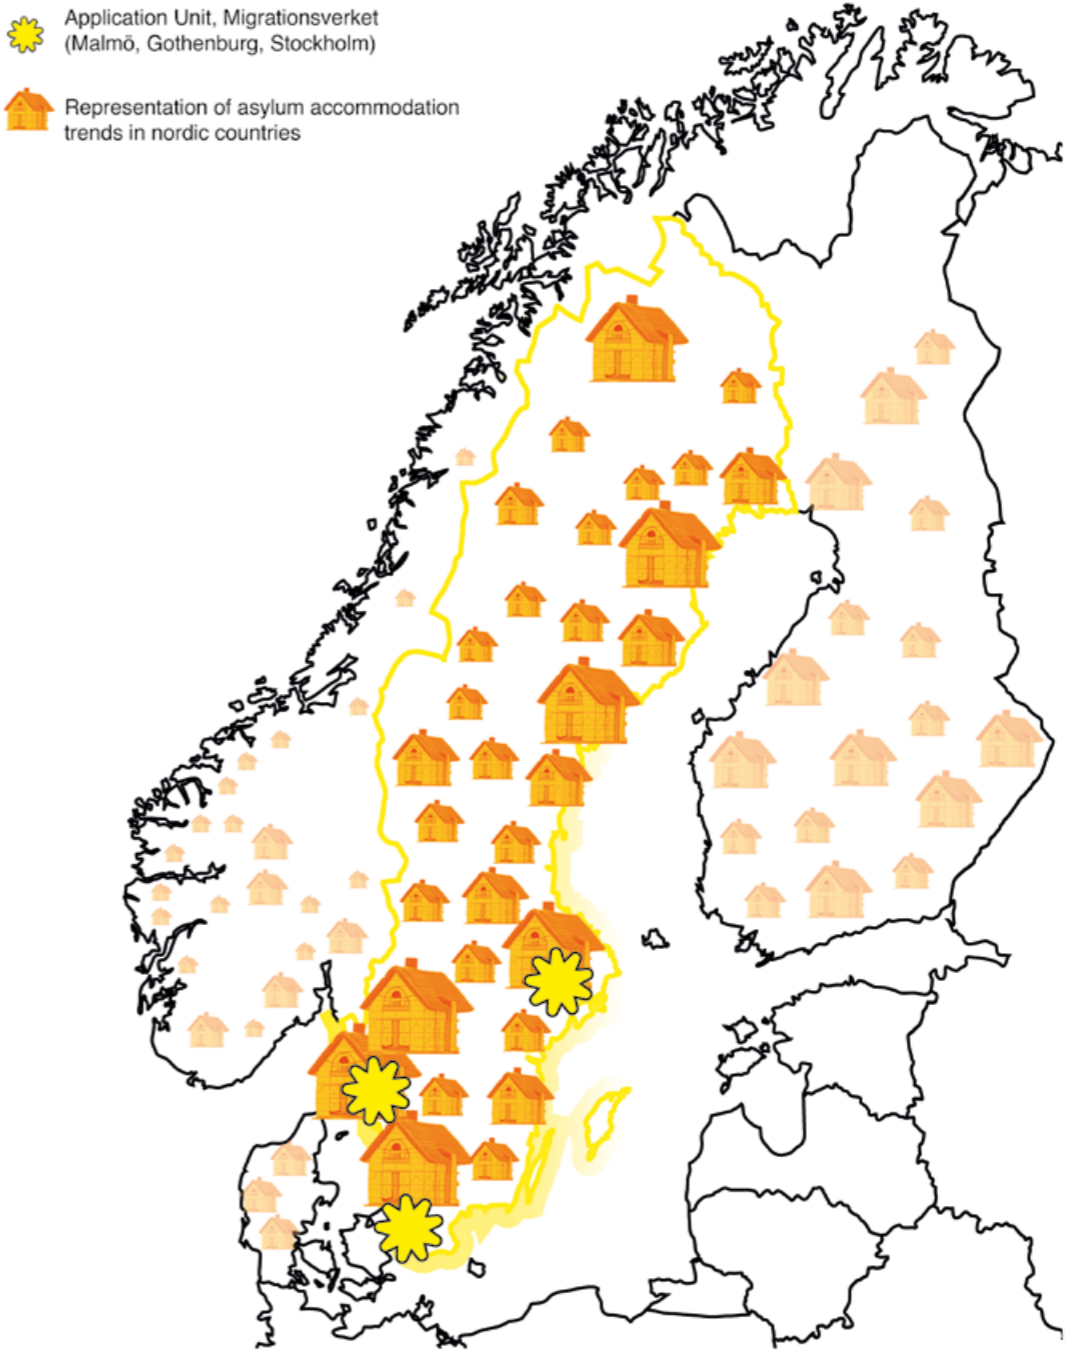 Application Unit, Migrationsverket
(Malmö, Gothenburg, Stockholm)
Representation of asylum accommodation
trends in nordic countries